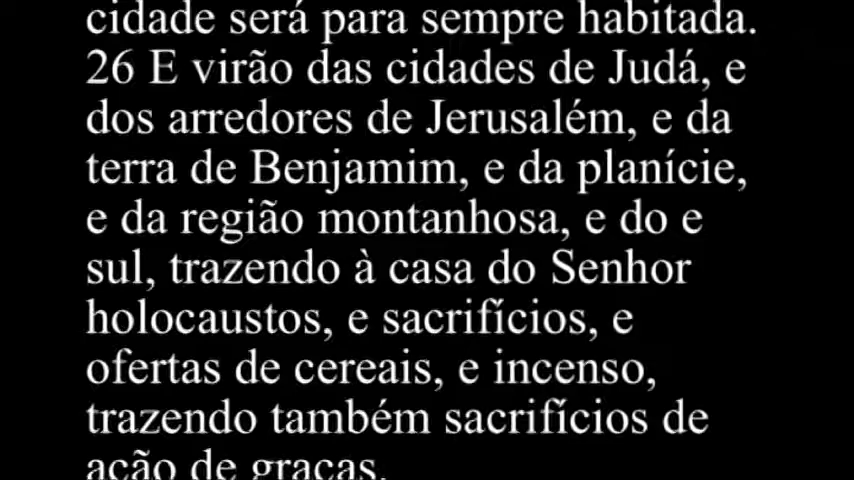 cidade será para sempre habitada.
26 E virão das cidades de Judá, e
dos arredores de Jerusalém, e da
terra de Benjamim, e da planície,
e da região montanhosa, e do e
sul, trazendo à casa do Senhor
holocaustos, e sacrifícios, e
ofertas de cereais, e incenso,
trazendo também sacrifícios de
ação de graças.